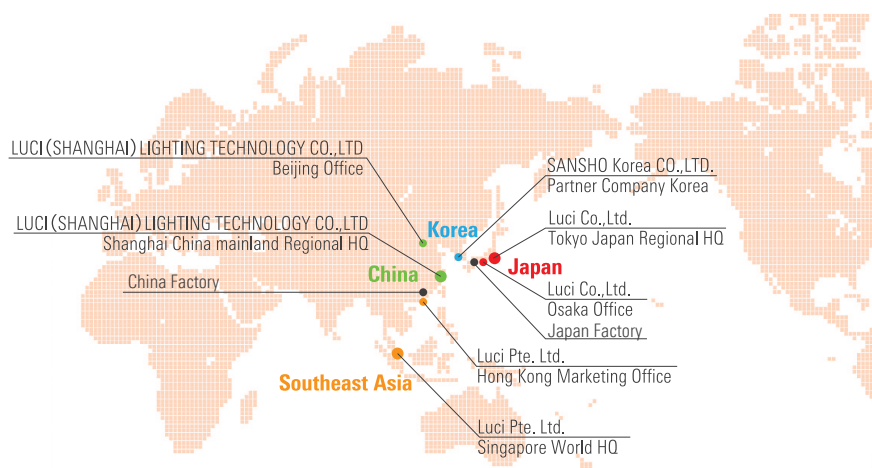 LUCI(SHANGHAI)LIGHTING TECHNOLOGY CO.,LTD
Beijing Office
SANSHO Korea CO.,LTD.
Partner Company Korea
LUCI(SHANGHAI)LIGHTING TECHNOLOGY CO.,LTD
Shanghai China mainland Regional HQ
Korea
Luci Co.,Ltd.
Tokyo Japan Regional HQ
China
Japan
China Factory
Luci Co.,Ltd.
Osaka Office
Japan Factory
Luci Pte. Ltd.
Hong Kong Marketing Office
Southeast Asia
Luci Pte. Ltd.
Singapore World HQ